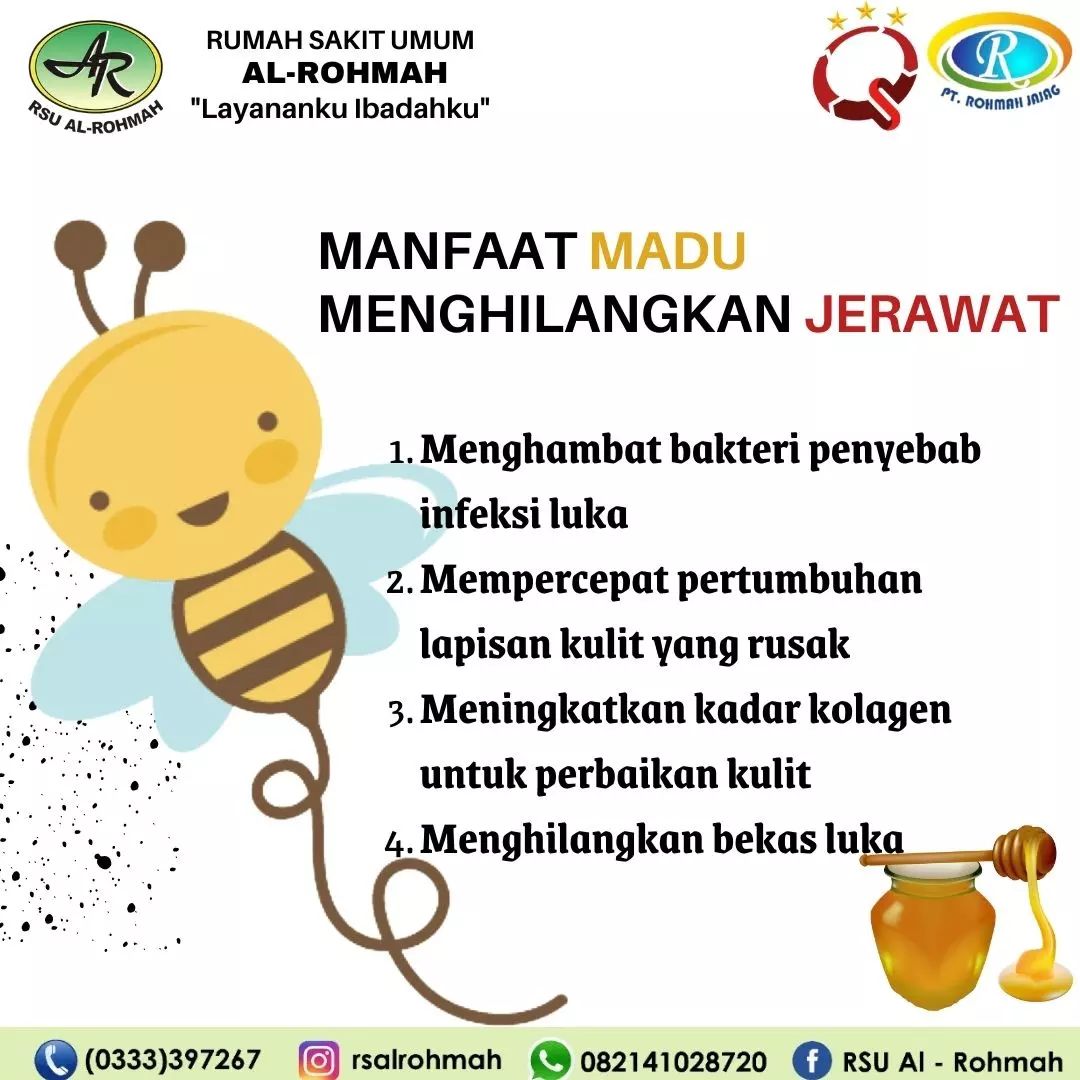 AR
RSU AL-ROHMAH
RUMAH SAKIT UMUM
AL-ROHMAH
"Layananku Ibadahku"
R
PT. ROHMAH JAJAG
MANFAAT MADU
MENGHILANGKAN JERAWAT
1. Menghambat bakteri penyebab
infeksi luka
2. Mempercepat pertumbuhan
lapisan kulit yang rusak
3. Meningkatkan kadar kolagen
untuk perbaikan kulit
4. Menghilangkan bekas luka
(0333)397267
rsalrohmah
082141028720
RSU Al - Rohmah